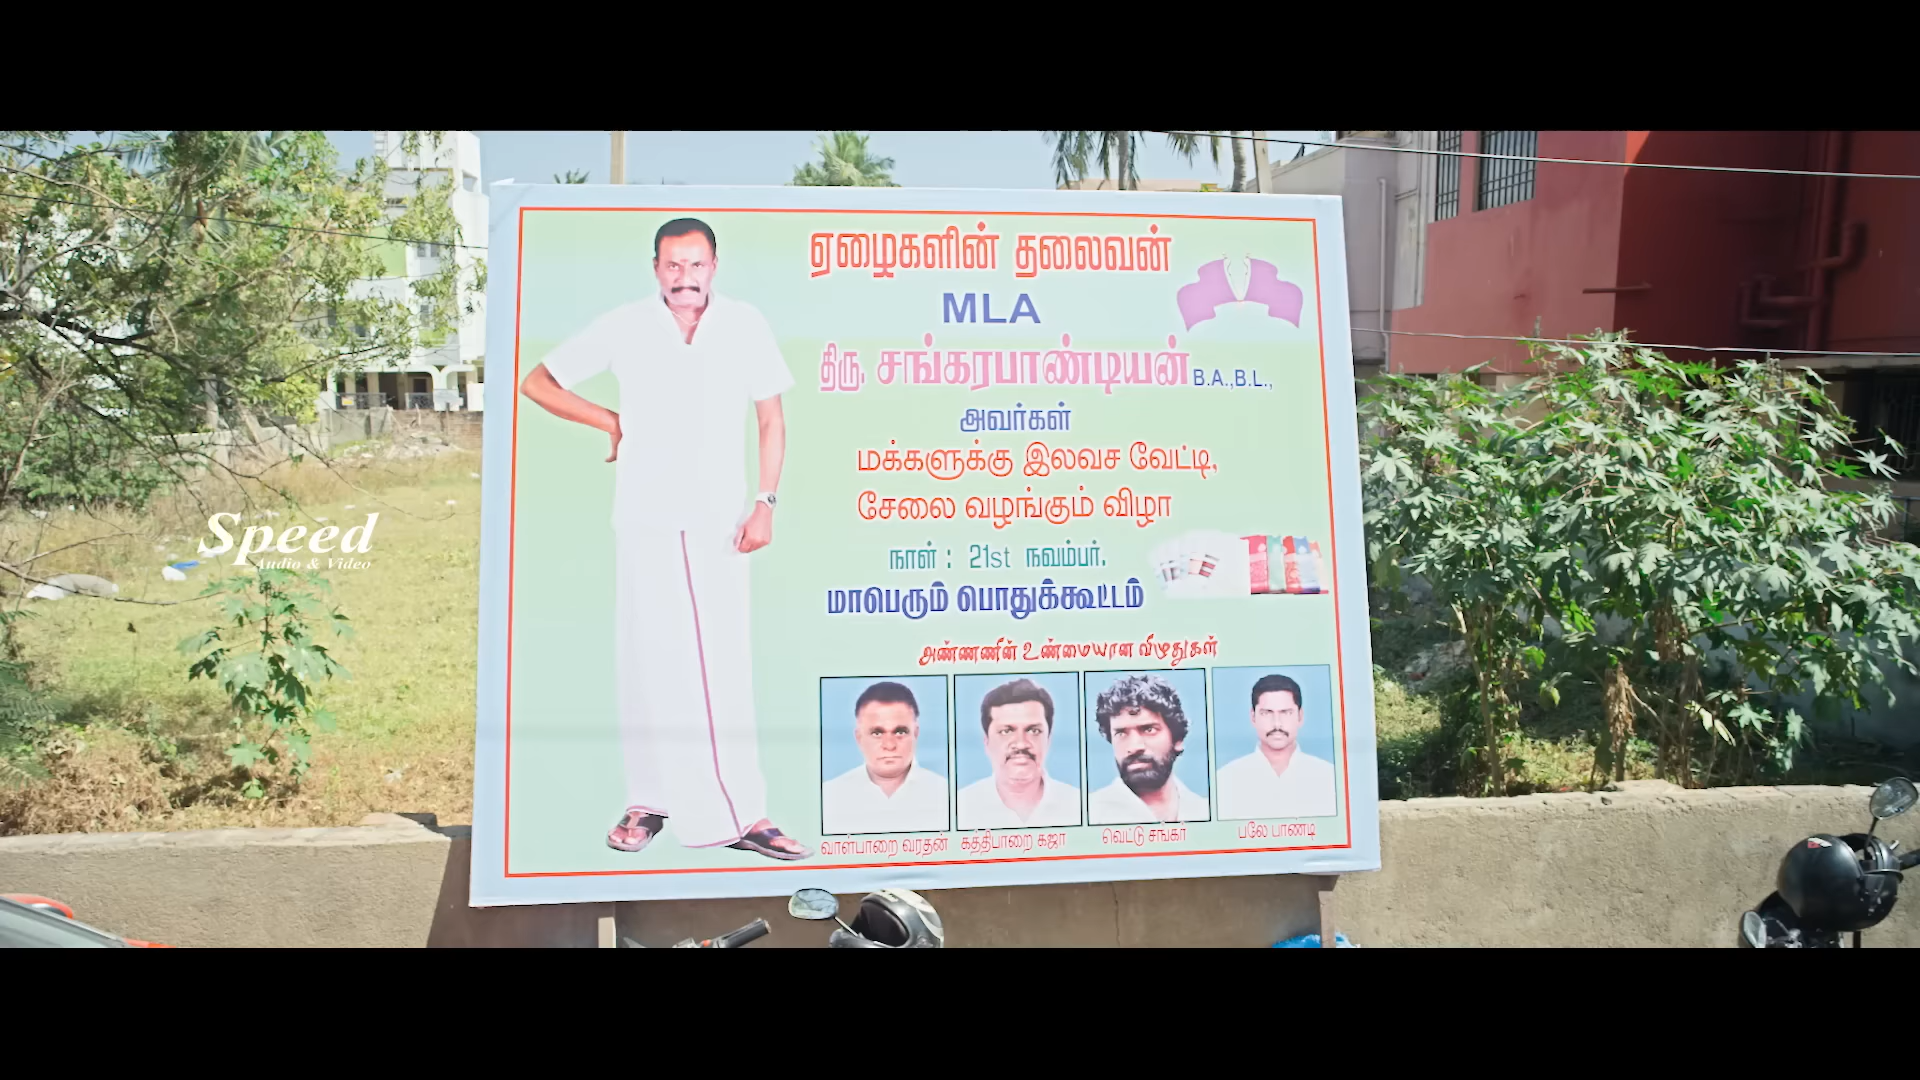 ஏழைகளின் தலைவன்
MLA
திரு. சங்கரபாண்டியன் B.A.,B.L.,
அவர்கள்
மக்களுக்கு இலவச வேட்டி,
சேலை வழங்கும் விழா
நாள் : 21st நவம்பர்.
மாபெரும் பொதுக்கூட்டம்
அண்ணனின் உண்மையான விழுதுகள்
வாள்பாறை வரதன் கத்திபாறை கஜா வெட்டு சங்கர் பலே பாண்டி
Speed
Audio & Video